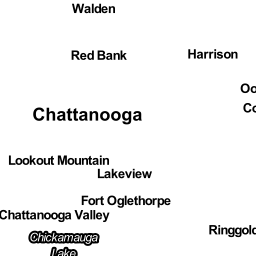 Walden
Red Bank
Harrison
Oo
Chattanooga
Co
Lookout Mountain
Lakeview
Fort Oglethorpe
Chattanooga Valley
Ringgold
Chickamauga
Lake